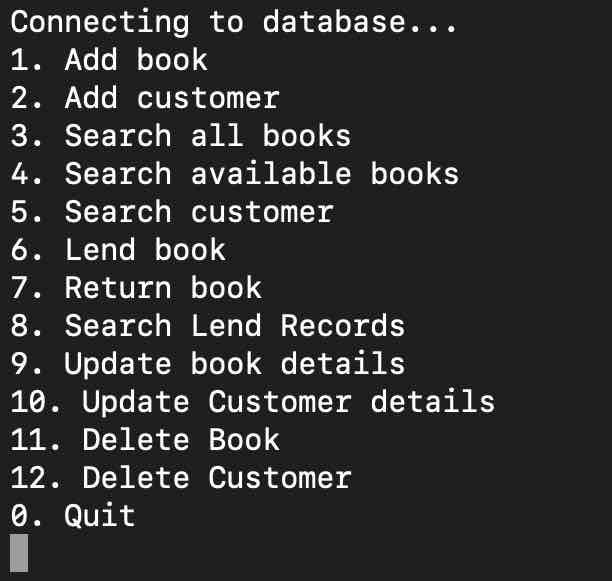 Connecting to database...
1. Add book
2. Add customer
3. Search all books
4. Search available books
5. Search customer
6. Lend book
7. Return book
8. Search Lend Records
9. Update book details
10. Update Customer details
11. Delete Book
12. Delete Customer
0. Quit